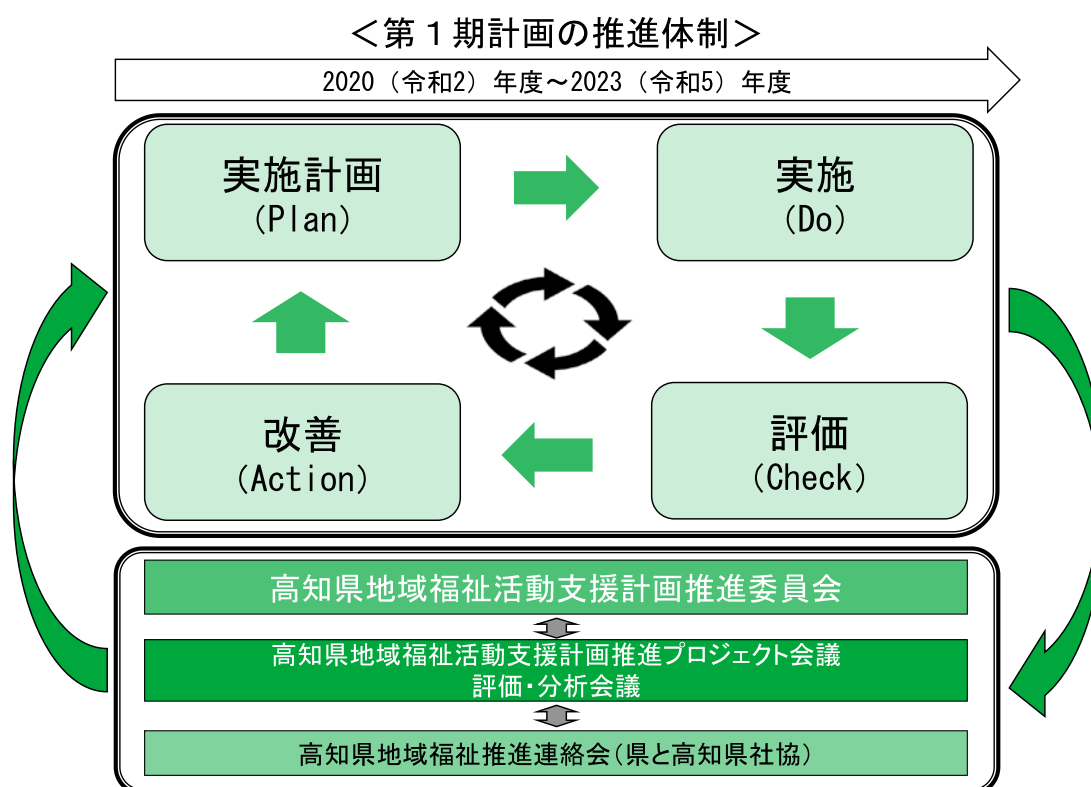 ＜第１期計画の推進体制＞
2020（令和2）年度～2023（令和5）年度
実施計画
（Plan）
実施
（Do）
改善
（Action）
評価
（Check）
高知県地域福祉活動支援計画推進委員会
高知県地域福祉活動支援計画推進プロジェクト会議
評価・分析会議
高知県地域福祉推進連絡会（県と高知県社協）